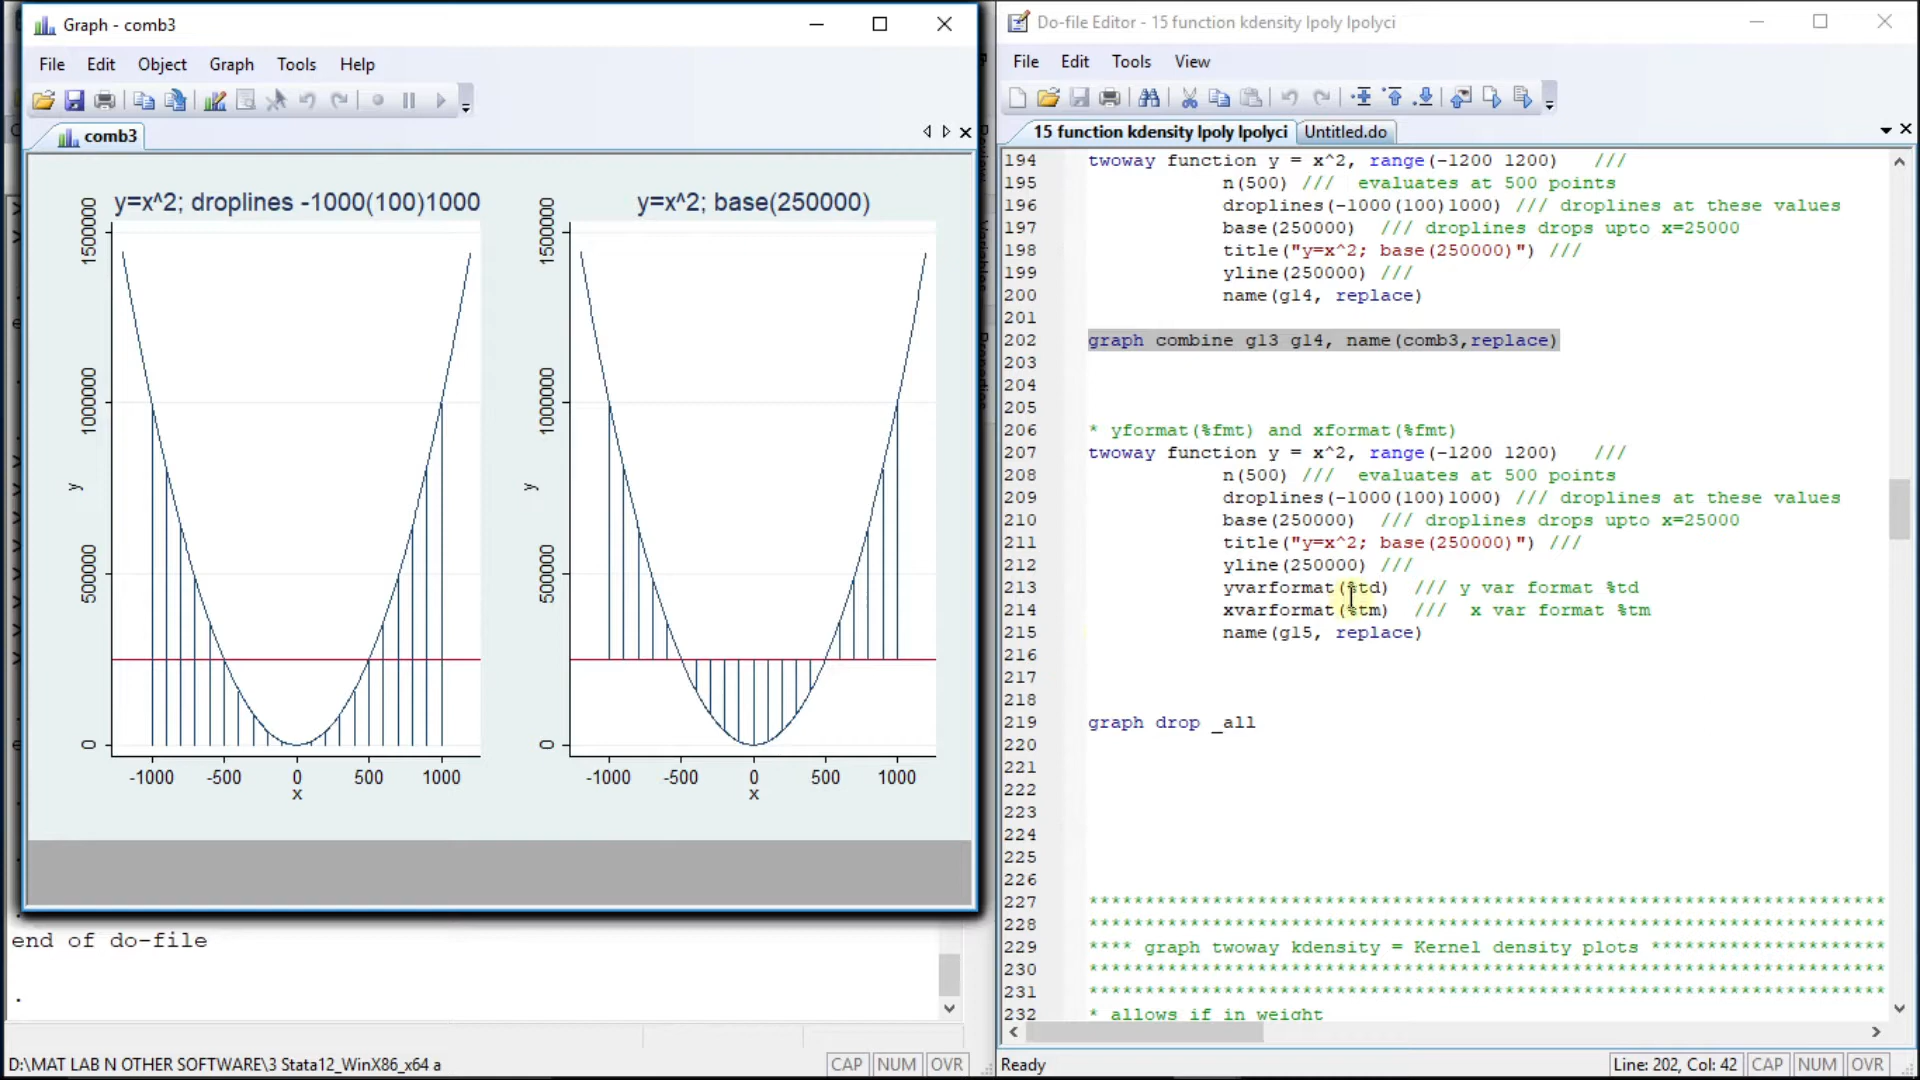 Graph - comb3
File Edit Object Graph Tools Help
comb3
y=x^2; droplines -1000(100)1000
y=x^2; base(250000)
1500000
1000000
500000
0
y
-1000 -500 0 500 1000
x
1500000
1000000
500000
0
y
-1000 -500 0 500 1000
x
end of do-file
.
D:\MAT LAB N OTHER SOFTWARE\3 Stata12_WinX86_x64 a
CAP NUM OVR
Do-file Editor - 15 function kdensity lpoly lpolyci
File Edit Tools View
15 function kdensity lpoly lpolyci Untitled.do
194 twoway function y = x^2, range(-1200 1200) ///
195 n(500) /// evaluates at 500 points
196 droplines(-1000(100)1000) /// droplines at these values
197 base(250000) /// droplines drops upto x=25000
198 title("y=x^2; base(250000)") ///
199 yline(250000) ///
200 name(g14, replace)
201
202 graph combine g13 g14, name(comb3,replace)
203
204
205
206 * yformat(%fmt) and xformat(%fmt)
207 twoway function y = x^2, range(-1200 1200) ///
208 n(500) /// evaluates at 500 points
209 droplines(-1000(100)1000) /// droplines at these values
210 base(250000) /// droplines drops upto x=25000
211 title("y=x^2; base(250000)") ///
212 yline(250000) ///
213 yvarformat(%td) /// y var format %td
214 xvarformat(%tm) /// x var format %tm
215 name(g15, replace)
216
217
218
219 graph drop _all
220
221
222
223
224
225
226
227 ***********************************************************************
228 ***********************************************************************
229 **** graph twoway kdensity = Kernel density plots *********************
230 ***********************************************************************
231 ***********************************************************************
232 * allows if in weight
Ready
Line: 202, Col: 42 CAP NUM OVR